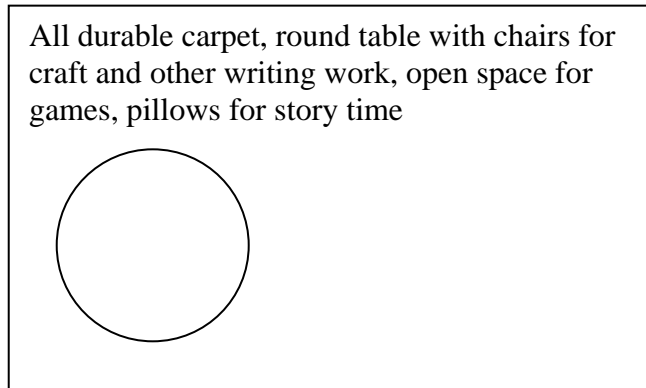 All durable carpet, round table with chairs for
craft and other writing work, open space for
games, pillows for story time